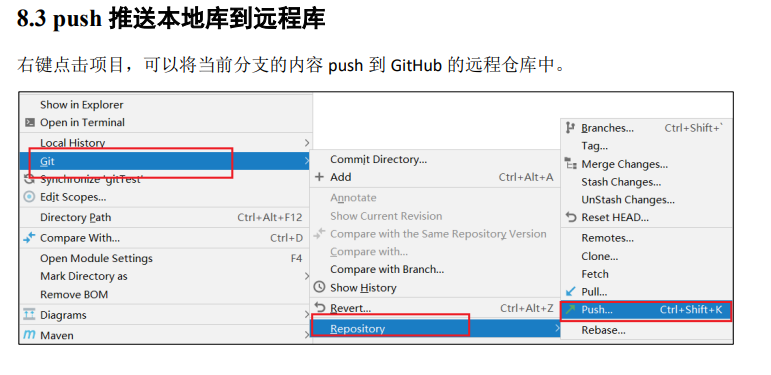 8.3 push 推送本地库到远程库
右键点击项目，可以将当前分支的内容 push 到 GitHub 的远程仓库中。
Show in Explorer
Open in Terminal
Local History
Git
Synchronize 'gitTest'
Edit Scopes...
Directory Path Ctrl+Alt+F12
Compare With... Ctrl+D
Open Module Settings F4
Mark Directory as
Remove BOM
Diagrams
Maven
Commit Directory...
Add Ctrl+Alt+A
Annotate
Show Current Revision
Compare with the Same Repository Version
Compare with...
Compare with Branch...
Show History
Revert... Ctrl+Alt+Z
Repository
Branches... Ctrl+Shift+`
Tag...
Merge Changes...
Stash Changes...
UnStash Changes...
Reset HEAD...
Remotes...
Clone...
Fetch
Pull...
Push... Ctrl+Shift+K
Rebase...